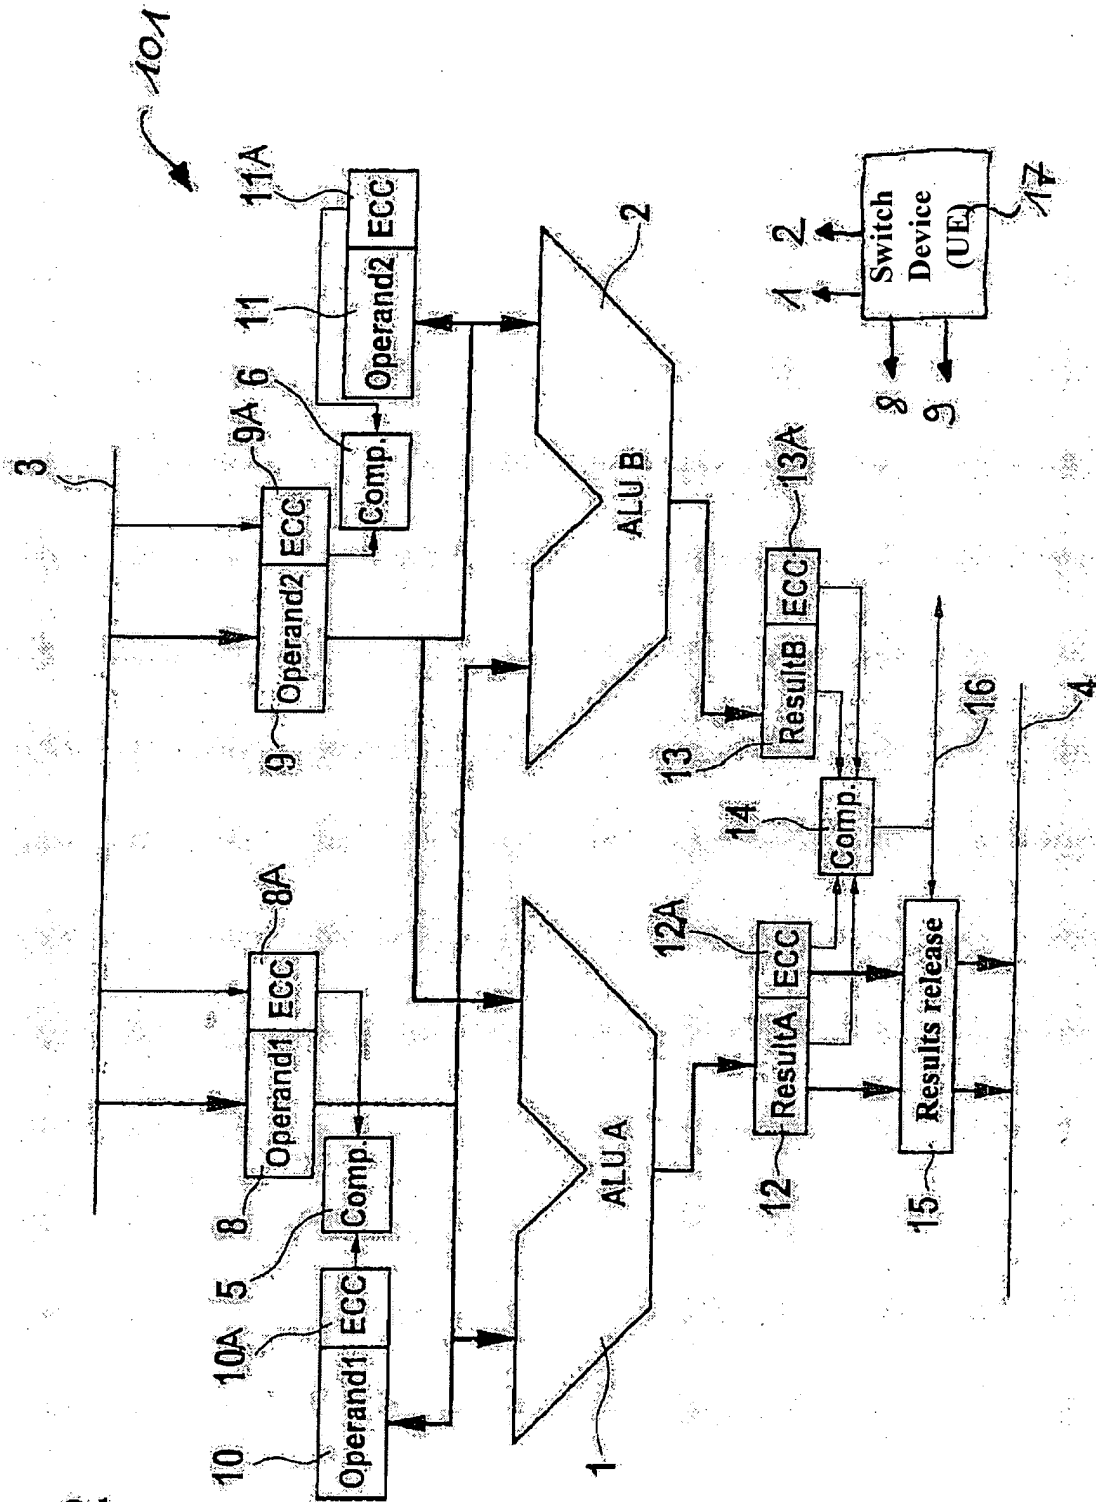 101
3
11A
9A
11
6
8A
Operand2 ECC
Operand2 ECC
9
Comp.
Operand1 ECC
8
5
Comp.
10A
Operand1 ECC
10
ALU A
1
ALU B
2
13A
ResultB ECC
13
12A
ResultA ECC
12
14
Comp.
16
Results release
15
4
1
2
8
9
Switch
Device
(UE)
17